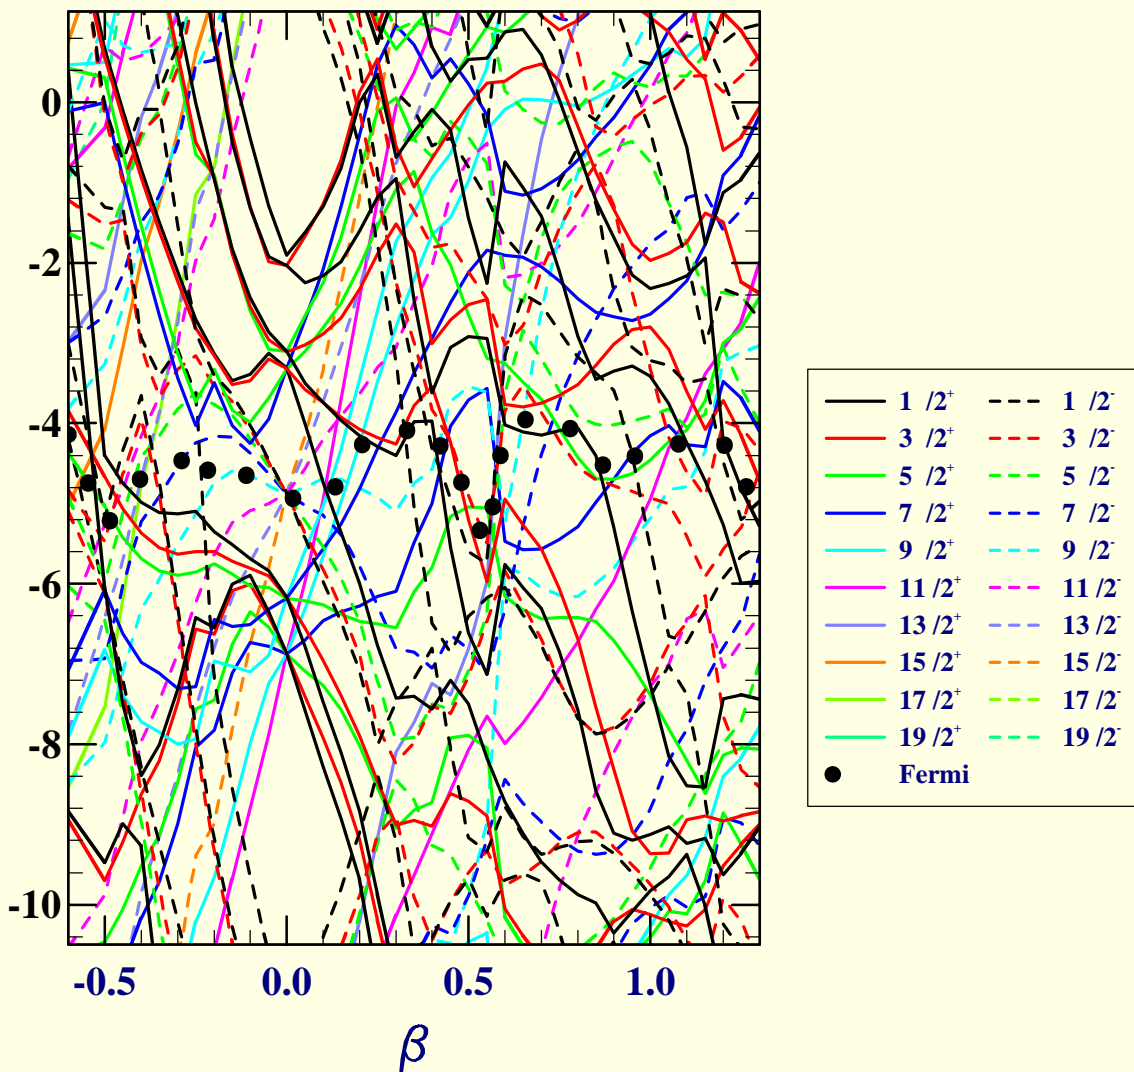 0
-2
-4
-6
-8
-10
-0.5 0.0 0.5 1.0
β
1 /2+ 1 /2-
3 /2+ 3 /2-
5 /2+ 5 /2-
7 /2+ 7 /2-
9 /2+ 9 /2-
11 /2+ 11 /2-
13 /2+ 13 /2-
15 /2+ 15 /2-
17 /2+ 17 /2-
19 /2+ 19 /2-
Fermi